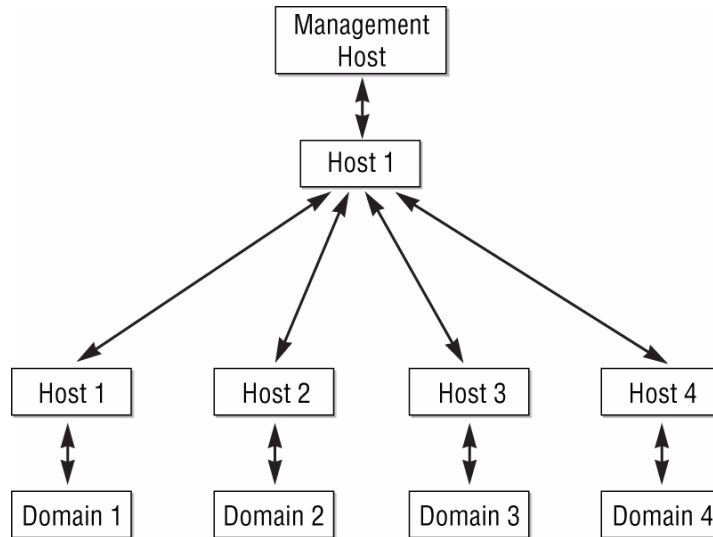 Management
Host
Host 1
Host 1
Host 2
Host 3
Host 4
Domain 1
Domain 2
Domain 3
Domain 4